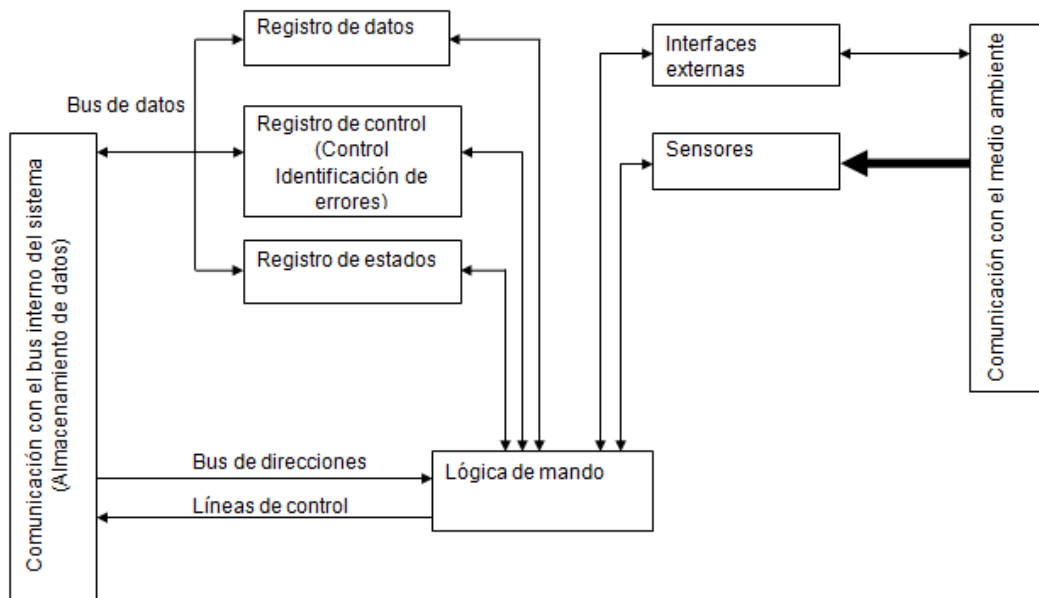 Registro de datos
Interfaces
externas
Bus de datos
Registro de control
(Control
Identificación de
errores)
Sensores
Registro de estados
Comunicación con el bus interno del sistema
(Almacenamiento de datos)
Comunicación con el medio ambiente
Bus de direcciones
Lógica de mando
Líneas de control